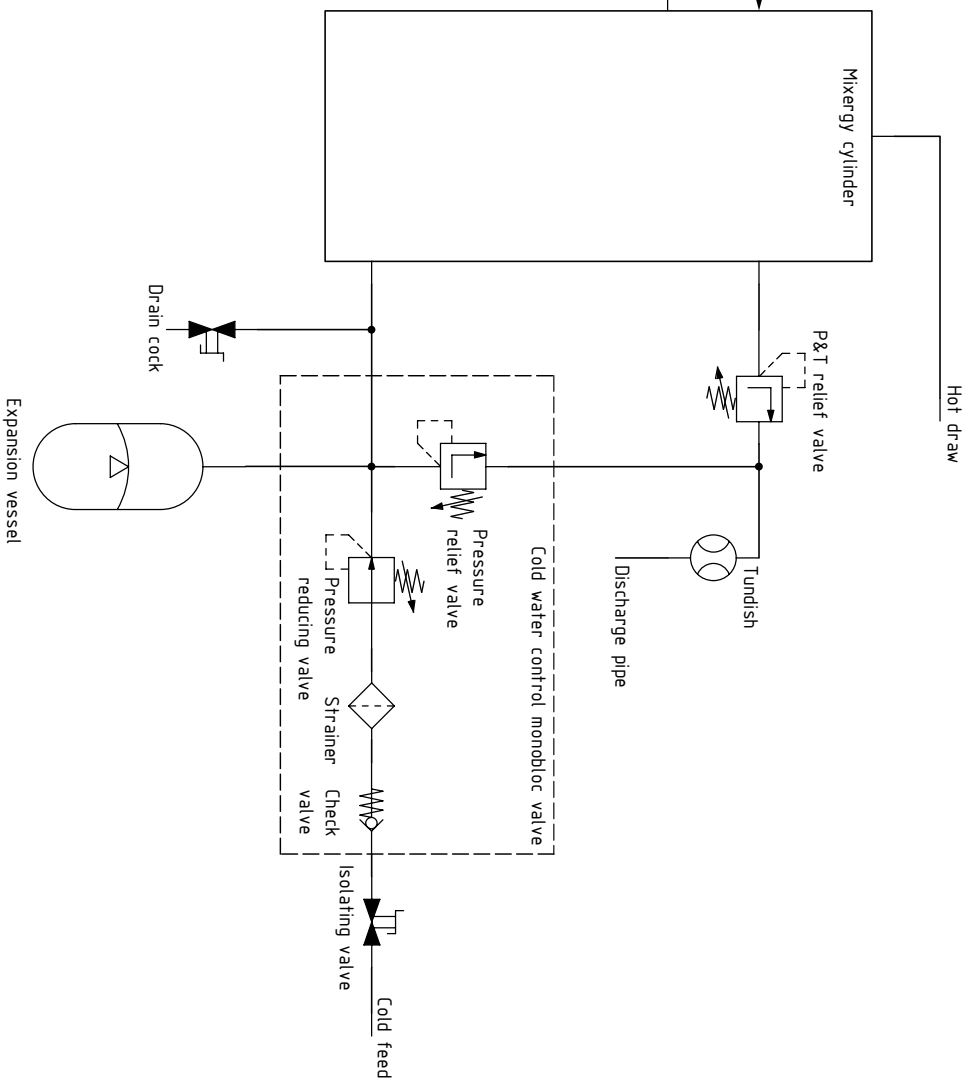 Hot draw
Mixergy cylinder
P&T relief valve
Tundish
Discharge pipe
Cold water control monobloc valve
Pressure
relief valve
Pressure
reducing valve
Strainer
Check
valve
Isolating valve
Cold feed
Drain cock
Expansion vessel